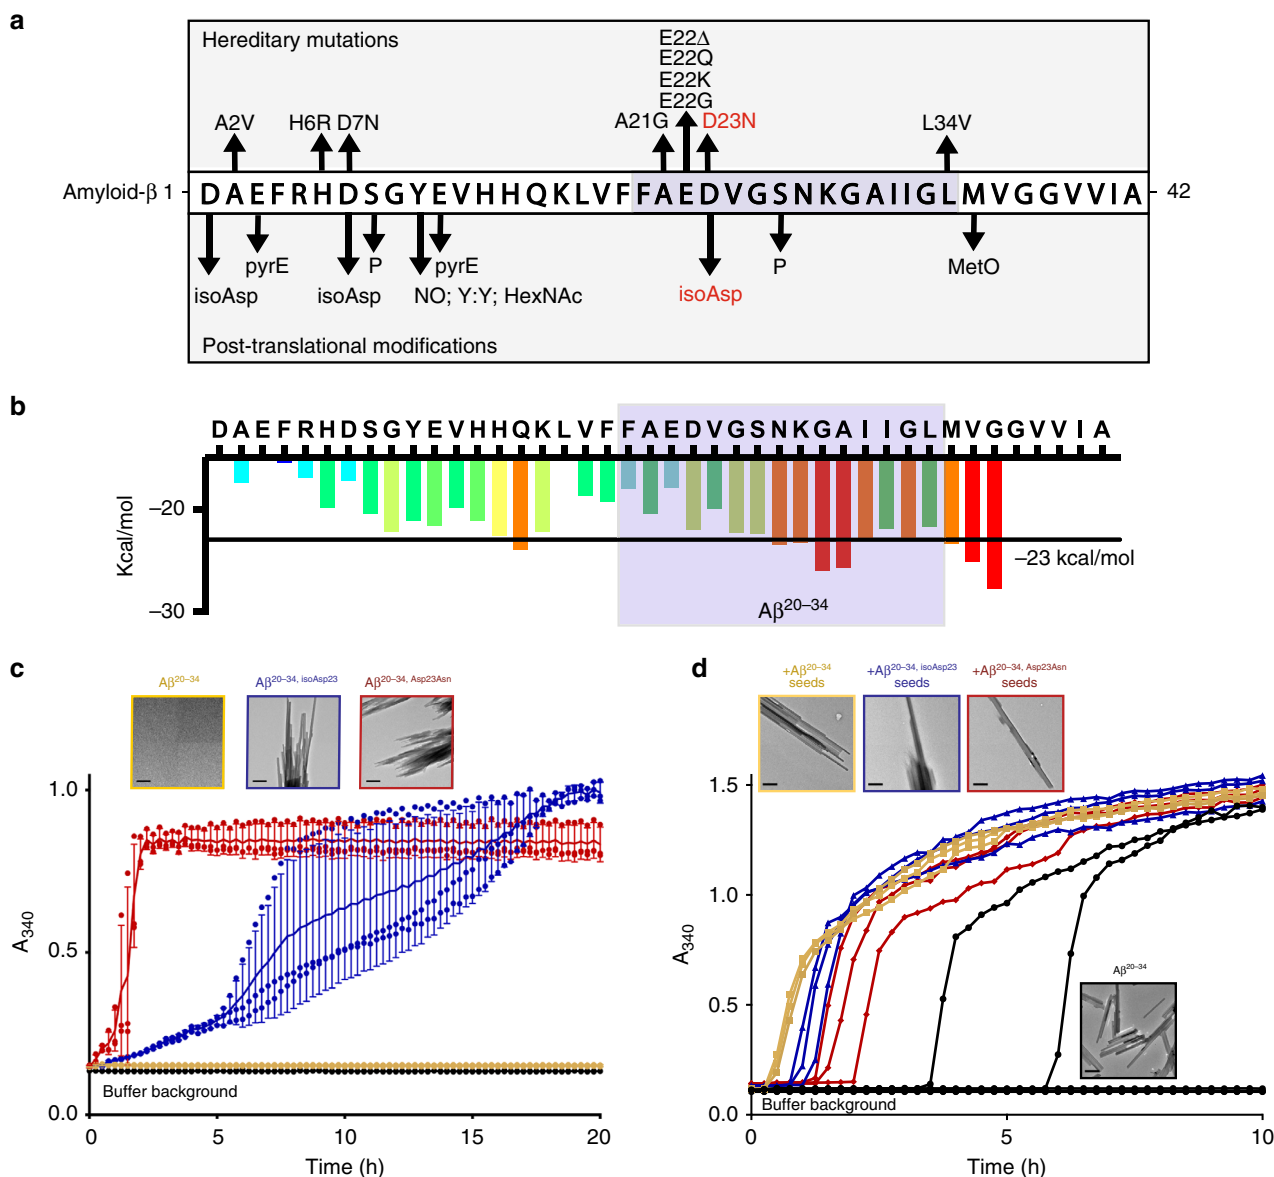 a
Hereditary mutations
E22Δ
E22Q
E22K
E22G
A2V H6R D7N A21G D23N L34V
Amyloid-β 1 DAEFRHDSGYEVHHQKLVFFAEDVGSNKGAIIGLMVGGVVIA 42
pyrE P pyrE P MetO
isoAsp isoAsp NO; Y:Y; HexNAc isoAsp
Post-translational modifications
b
D A E F R H D S G Y E V H H Q K L V F F A E D V G S N K G A I I G L M V G G V V I A
Kcal/mol
–20
–23 kcal/mol
–30
Aβ20–34
c
Aβ20–34 Aβ20–34, isoAsp23 Aβ20–34, Asp23Asn
1.0
0.5
0.0
A340
Buffer background
0 5 10 15 20
Time (h)
d
+Aβ20–34 seeds
+Aβ20–34, isoAsp23 seeds
+Aβ20–34, Asp23Asn seeds
1.5
1.0
0.5
0.0
A340
Aβ20–34
Buffer background
0 5 10
Time (h)